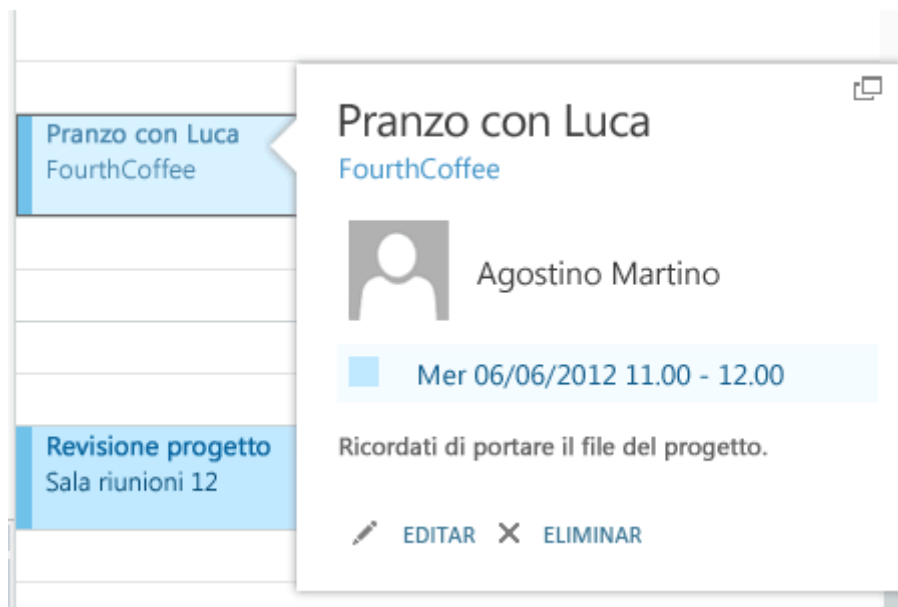 Pranzo con Luca
FourthCoffee
Revisione progetto
Sala riunioni 12
Pranzo con Luca
FourthCoffee
Agostino Martino
Mer 06/06/2012 11.00 - 12.00
Ricordati di portare il file del progetto.
EDITAR ELIMINAR